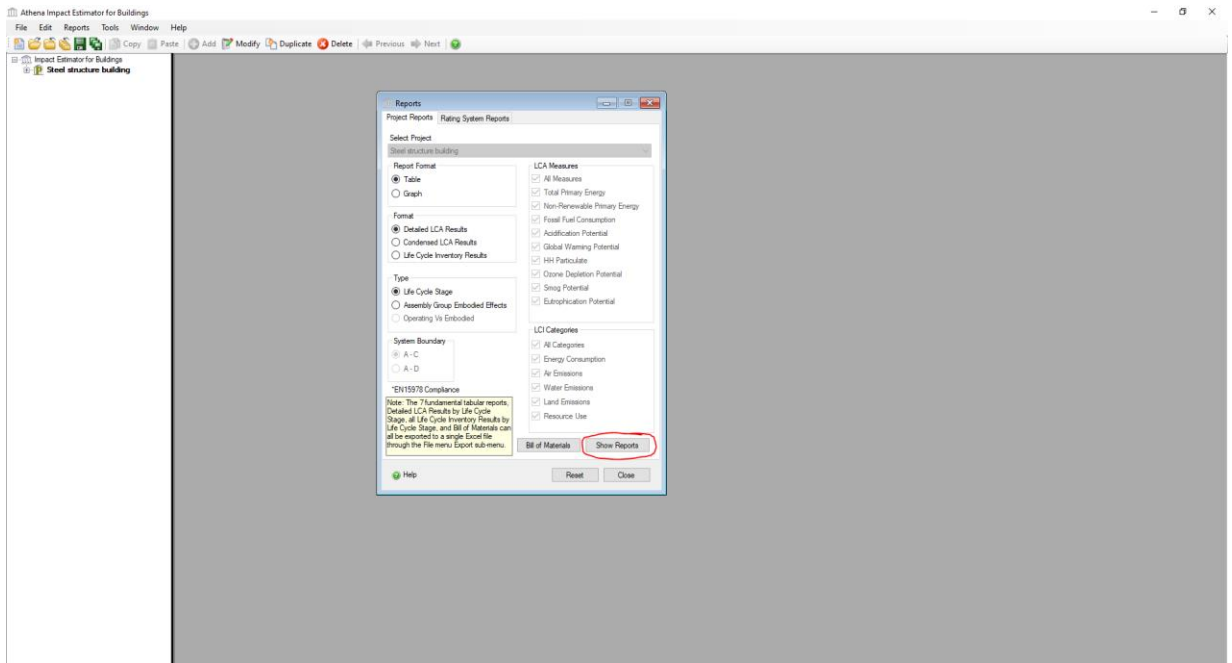 Athena Impact Estimator for Buildings
File Edit Reports Tools Window Help
Copy Paste Add Modify Duplicate Delete Previous Next
Impact Estimator for Buildings
Steel structure building
Reports
Project Reports Rating System Reports
Select Project
Steel structure building
Report Format
Table
Graph
Format
Detailed LCA Results
Condensed LCA Results
Life Cycle Inventory Results
Type
Life Cycle Stage
Assembly Group Embodied Effects
Operating Vs Embodied
System Boundary
A - C
A - D
*EN15978 Compliance
Note: The 7 fundamental tabular reports,
Detailed LCA Results by Life Cycle
Stage, all Life Cycle Inventory Results by
Life Cycle Stage, and Bill of Materials can
all be exported to a single Excel file
through the File menu Export sub-menu.
LCA Measures
All Measures
Total Primary Energy
Non-Renewable Primary Energy
Fossil Fuel Consumption
Acidification Potential
Global Warming Potential
HH Particulate
Ozone Depletion Potential
Smog Potential
Eutrophication Potential
LCI Categories
All Categories
Energy Consumption
Air Emissions
Water Emissions
Land Emissions
Resource Use
Bill of Materials Show Reports
Help Reset Close